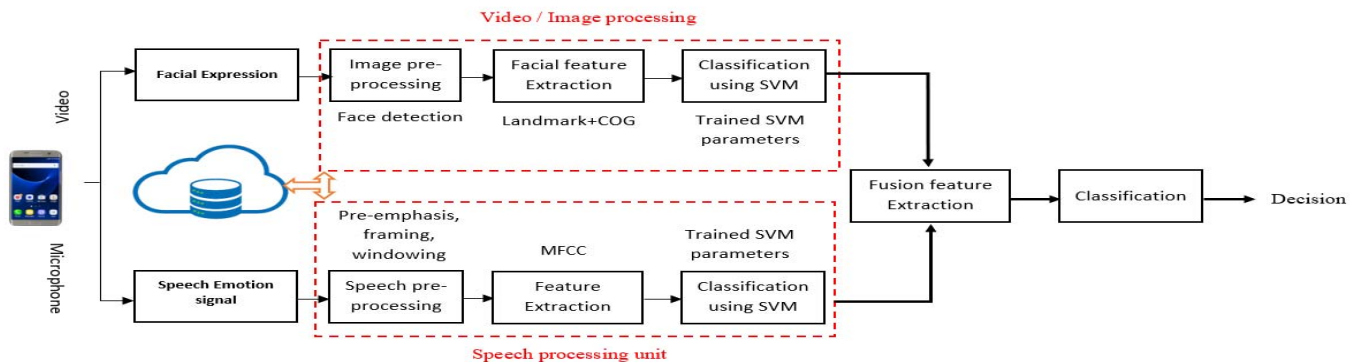 Video / Image processing
Video
Facial Expression
Image pre-
processing
Face detection
Facial feature
Extraction
Landmark+COG
Classification
using SVM
Trained SVM
parameters
Fusion feature
Extraction
Classification
Decision
Microphone
Speech Emotion
signal
Pre-emphasis,
framing,
windowing
Speech pre-
processing
MFCC
Feature
Extraction
Trained SVM
parameters
Classification
using SVM
Speech processing unit